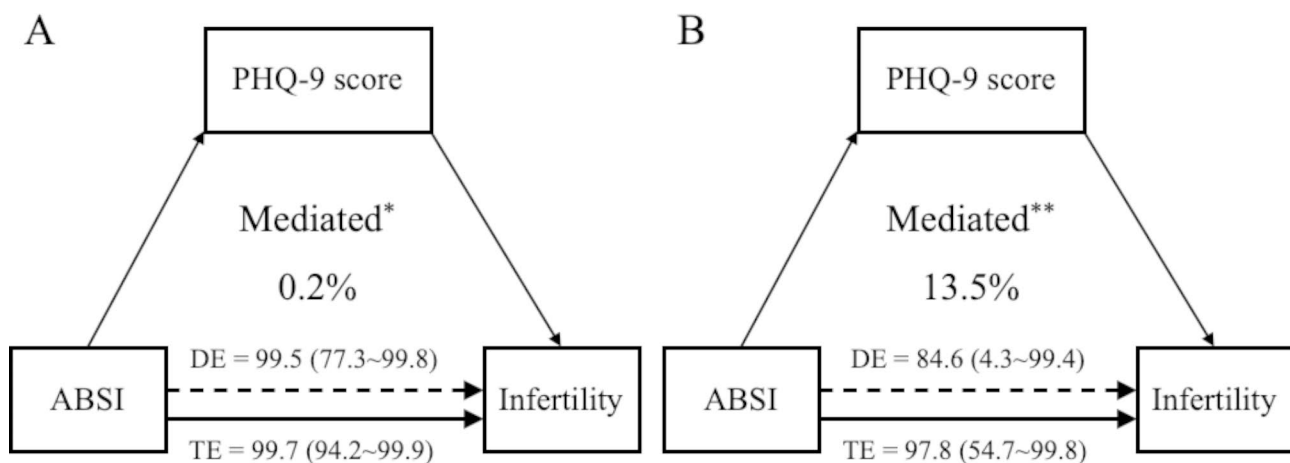 A
PHQ-9 score
Mediated*
0.2%
DE = 99.5 (77.3~99.8)
ABSI
Infertility
TE = 99.7 (94.2~99.9)
B
PHQ-9 score
Mediated**
13.5%
DE = 84.6 (4.3~99.4)
ABSI
Infertility
TE = 97.8 (54.7~99.8)